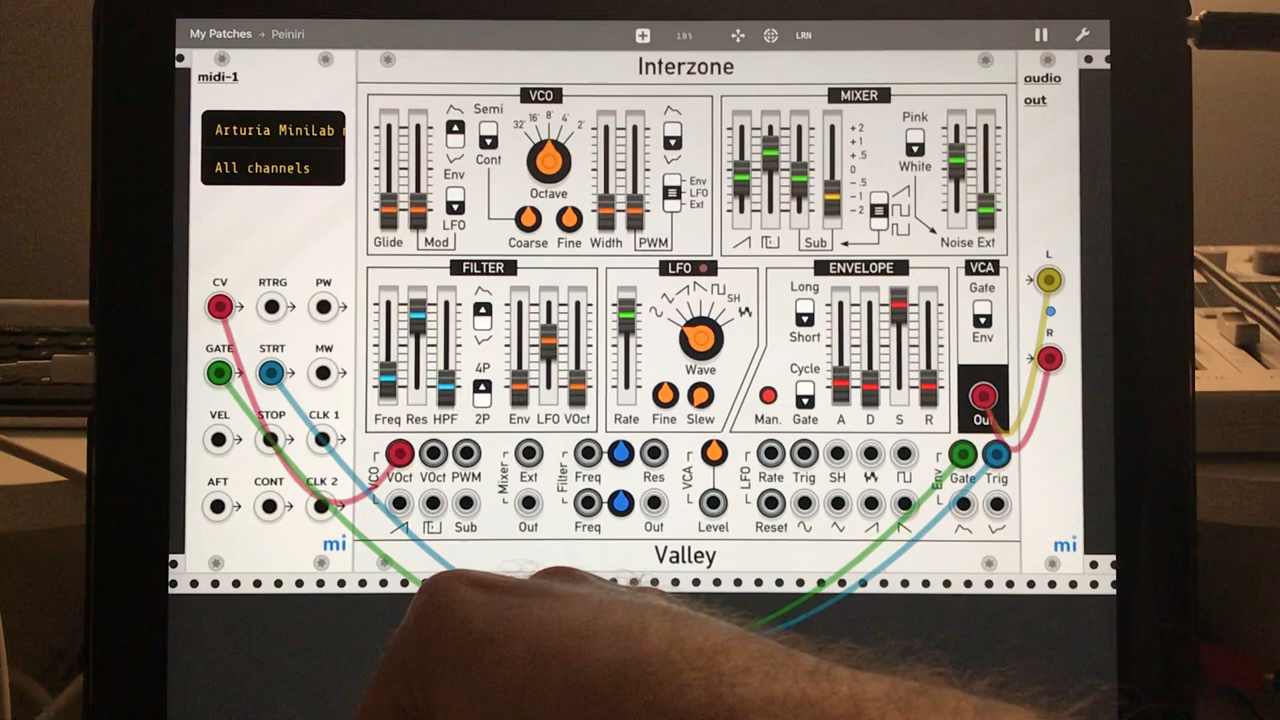 My Patches → Peiniri
18%
LRN
midi-1
Interzone
audio
out
Arturia MiniLab
All channels
VCO
Semi
Cont
32' 16' 8' 4' 2'
Octave
Env
LFO
Env
LFO
Ext
Glide Mod Coarse Fine Width PWM
MIXER
+2
+1
+.5
0
-.5
-1
-2
Pink
White
Sub
Noise Ext
CV RTRG PW
GATE STRT MW
VEL STOP CLK 1
AFT CONT CLK 2
mi
FILTER
4P
2P
Freq Res HPF Env LFO VOct
LFO
SH
Wave
Rate Fine Slew
ENVELOPE
Long
Short
Cycle
Man. Gate A D S R
VCA
Gate
Env
Out
L
R
VCO
VOct VOct PWM
Sub
Mixer
Ext
Out
Filter
Freq Res
Freq Out
VCA
Level
LFO
Rate Trig SH
Reset
Env
Gate Trig
mi
Valley